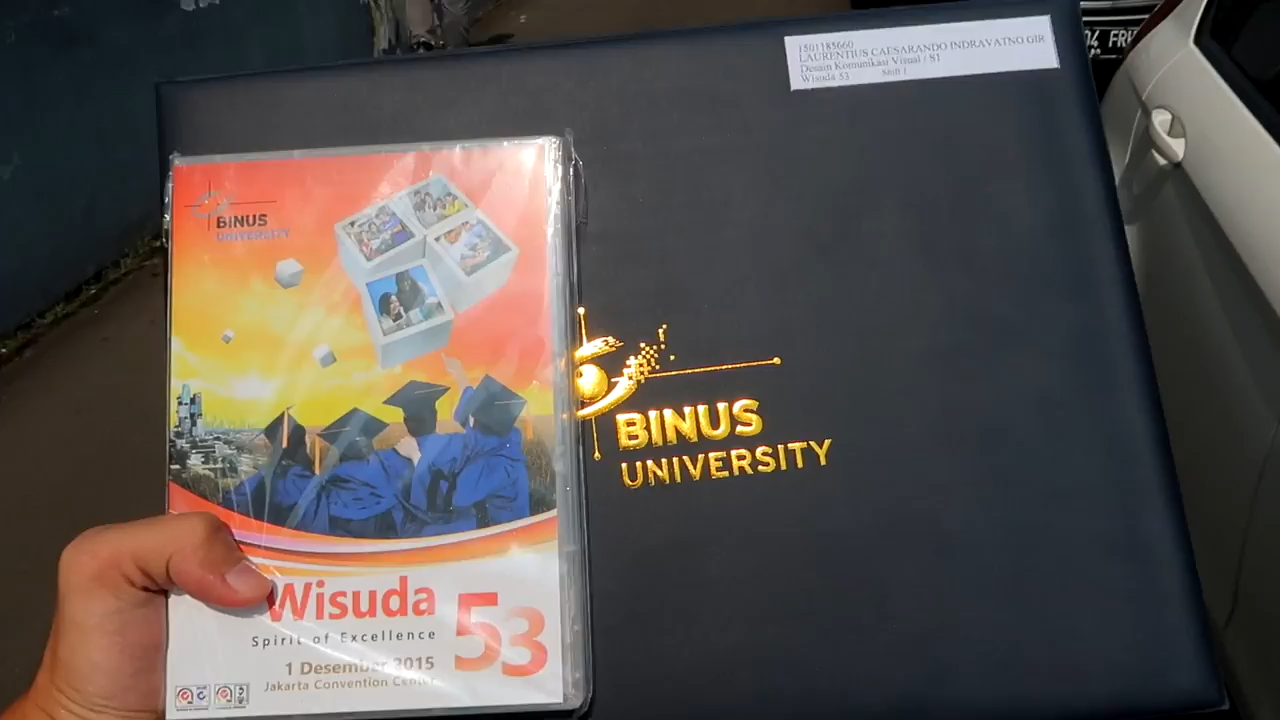 1501185660
LAURENTIUS CAESARANDO INDRAVATNO GIR
Desain Komunikasi Visual / S1
Wisuda 53 Shift 1
BINUS
UNIVERSITY
BINUS
UNIVERSITY
Wisuda 53
Spirit of Excellence
1 Desember 2015
Jakarta Convention Center